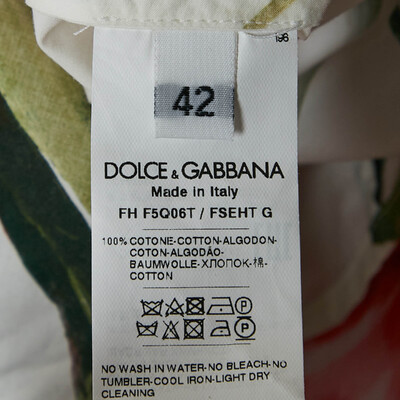 198
42
DOLCE & GABBANA
Made in Italy
FH F5Q06T / FSEHT G
100% COTONE-COTTON-ALGODON-
COTON-ALGODÃO-
BAUMWOLLE-ХЛОПОК-棉-
COTTON
P
P
NO WASH IN WATER-NO BLEACH-NO
TUMBLER-COOL IRON-LIGHT DRY
CLEANING